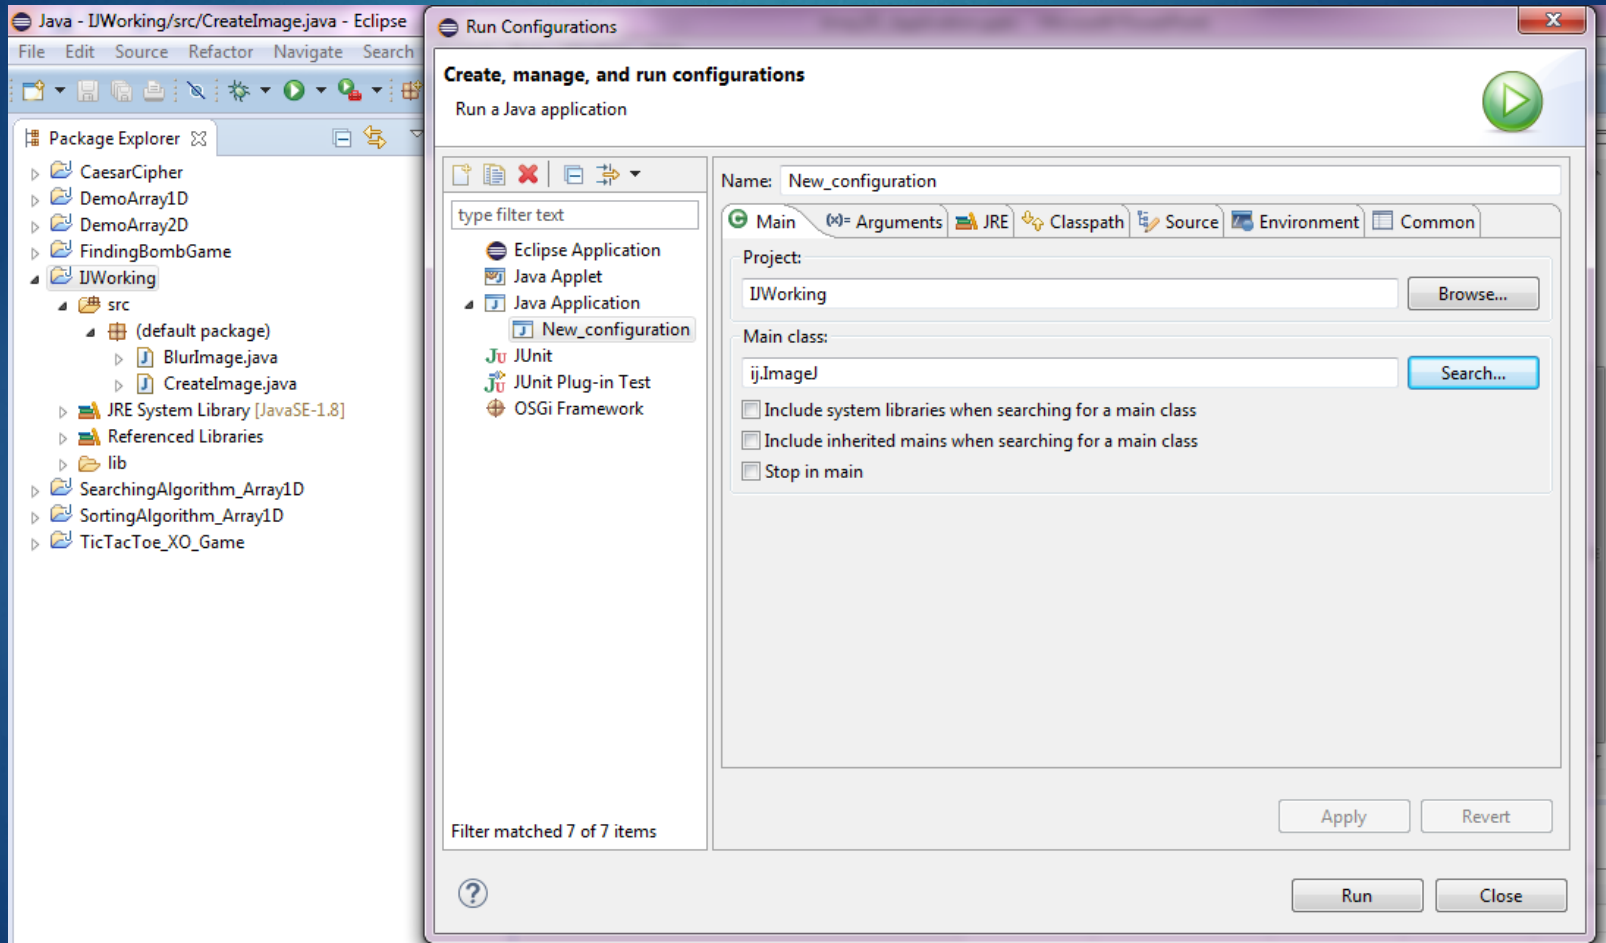 Java - IJWorking/src/CreateImage.java - Eclipse
File Edit Source Refactor Navigate Search
Package Explorer
CaesarCipher
DemoArray1D
DemoArray2D
FindingBombGame
IJWorking
src
(default package)
BlurImage.java
CreateImage.java
JRE System Library [JavaSE-1.8]
Referenced Libraries
lib
SearchingAlgorithm_Array1D
SortingAlgorithm_Array1D
TicTacToe_XO_Game
Run Configurations
Create, manage, and run configurations
Run a Java application
type filter text
Eclipse Application
Java Applet
Java Application
New_configuration
JUnit
JUnit Plug-in Test
OSGi Framework
Filter matched 7 of 7 items
Name: New_configuration
Main (x)= Arguments JRE Classpath Source Environment Common
Project:
IJWorking
Browse...
Main class:
ij.ImageJ
Search...
Include system libraries when searching for a main class
Include inherited mains when searching for a main class
Stop in main
Apply Revert
? Run Close